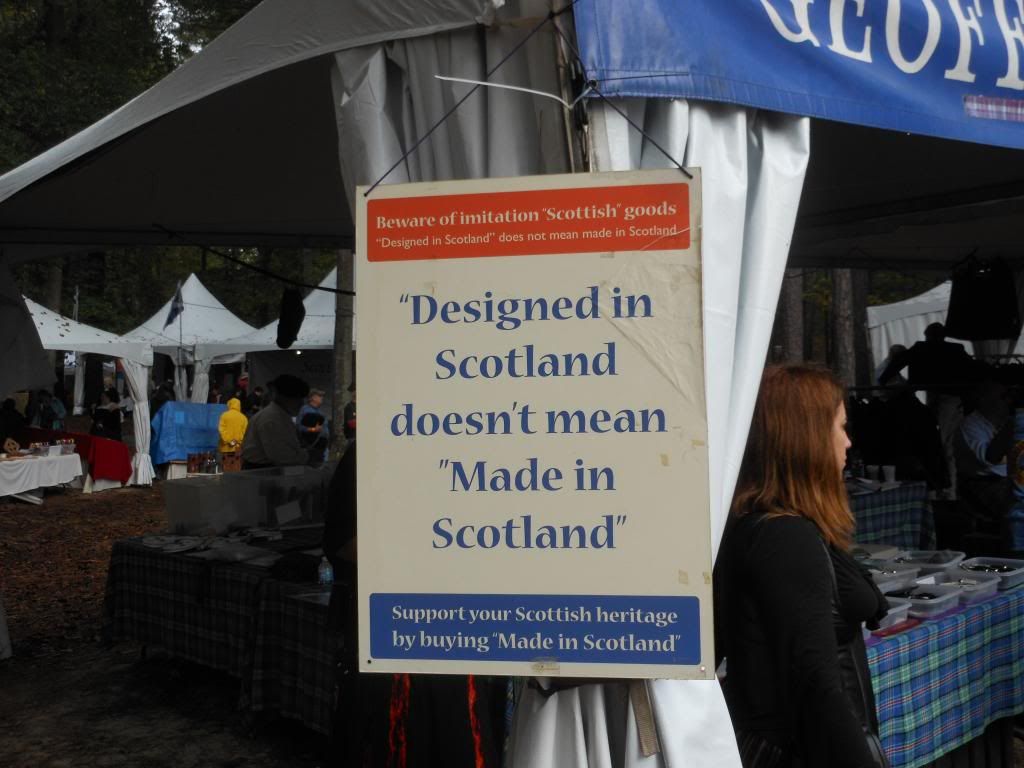 GEOFF
Beware of imitation "Scottish" goods
"Designed in Scotland" does not mean made in Scotland
"Designed in
Scotland
doesn't mean
"Made in
Scotland"
Support your Scottish heritage
by buying "Made in Scotland"